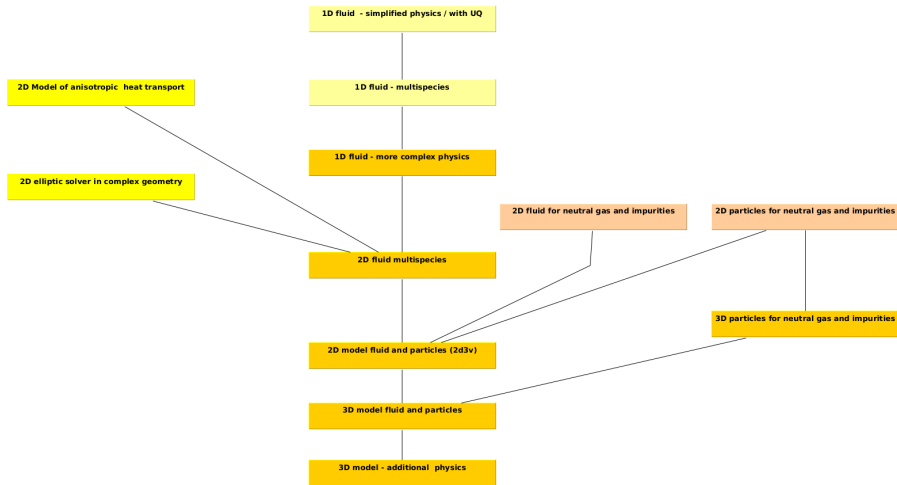 1D fluid - simplified physics / with UQ
2D Model of anisotropic heat transport
1D fluid - multispecies
1D fluid - more complex physics
2D elliptic solver in complex geometry
2D fluid for neutral gas and impurities
2D particles for neutral gas and impurities
2D fluid multispecies
3D particles for neutral gas and impurities
2D model fluid and particles (2d3v)
3D model fluid and particles
3D model - additional physics